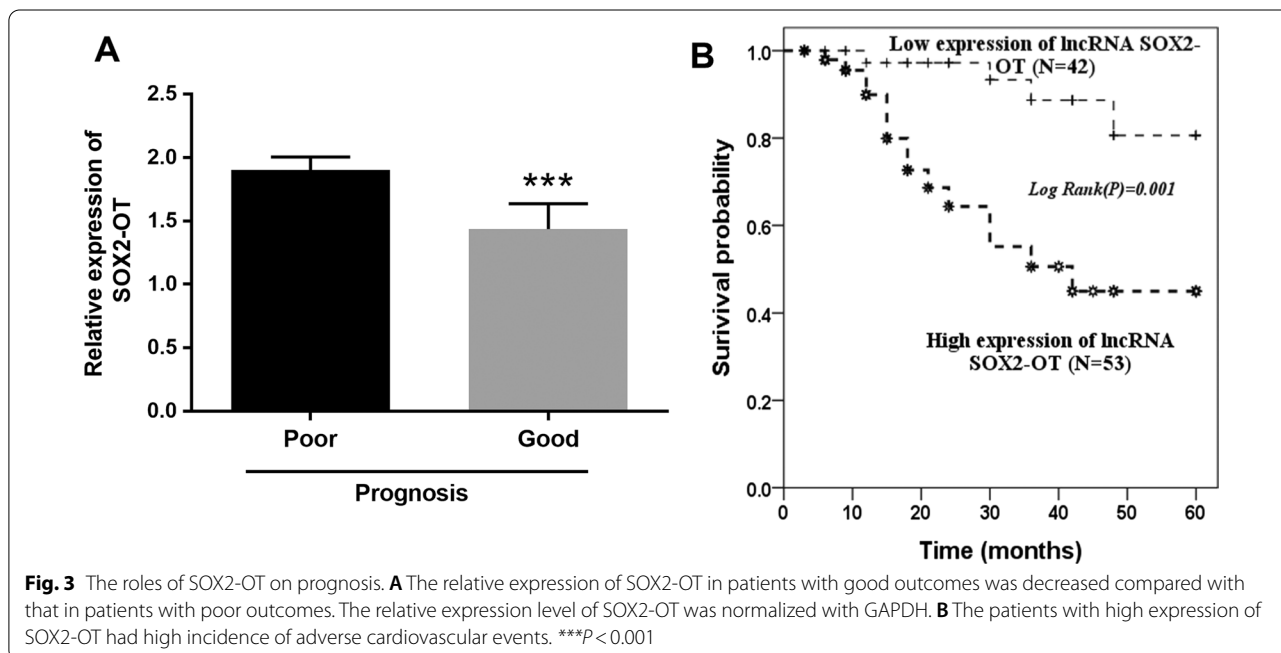 A
Relative expression of
SOX2-OT
2.5
2.0
1.5
1.0
0.5
0.0
***
Poor
Good
Prognosis
B
Surivival probability
1.0
0.8
0.6
0.4
0.2
0.0
Low expression of lncRNA SOX2-
OT (N=42)
Log Rank(P)=0.001
High expression of lncRNA
SOX2-OT (N=53)
0
10
20
30
40
50
60
Time (months)
Fig. 3 The roles of SOX2-OT on prognosis. A The relative expression of SOX2-OT in patients with good outcomes was decreased compared with
that in patients with poor outcomes. The relative expression level of SOX2-OT was normalized with GAPDH. B The patients with high expression of
SOX2-OT had high incidence of adverse cardiovascular events. ***P < 0.001